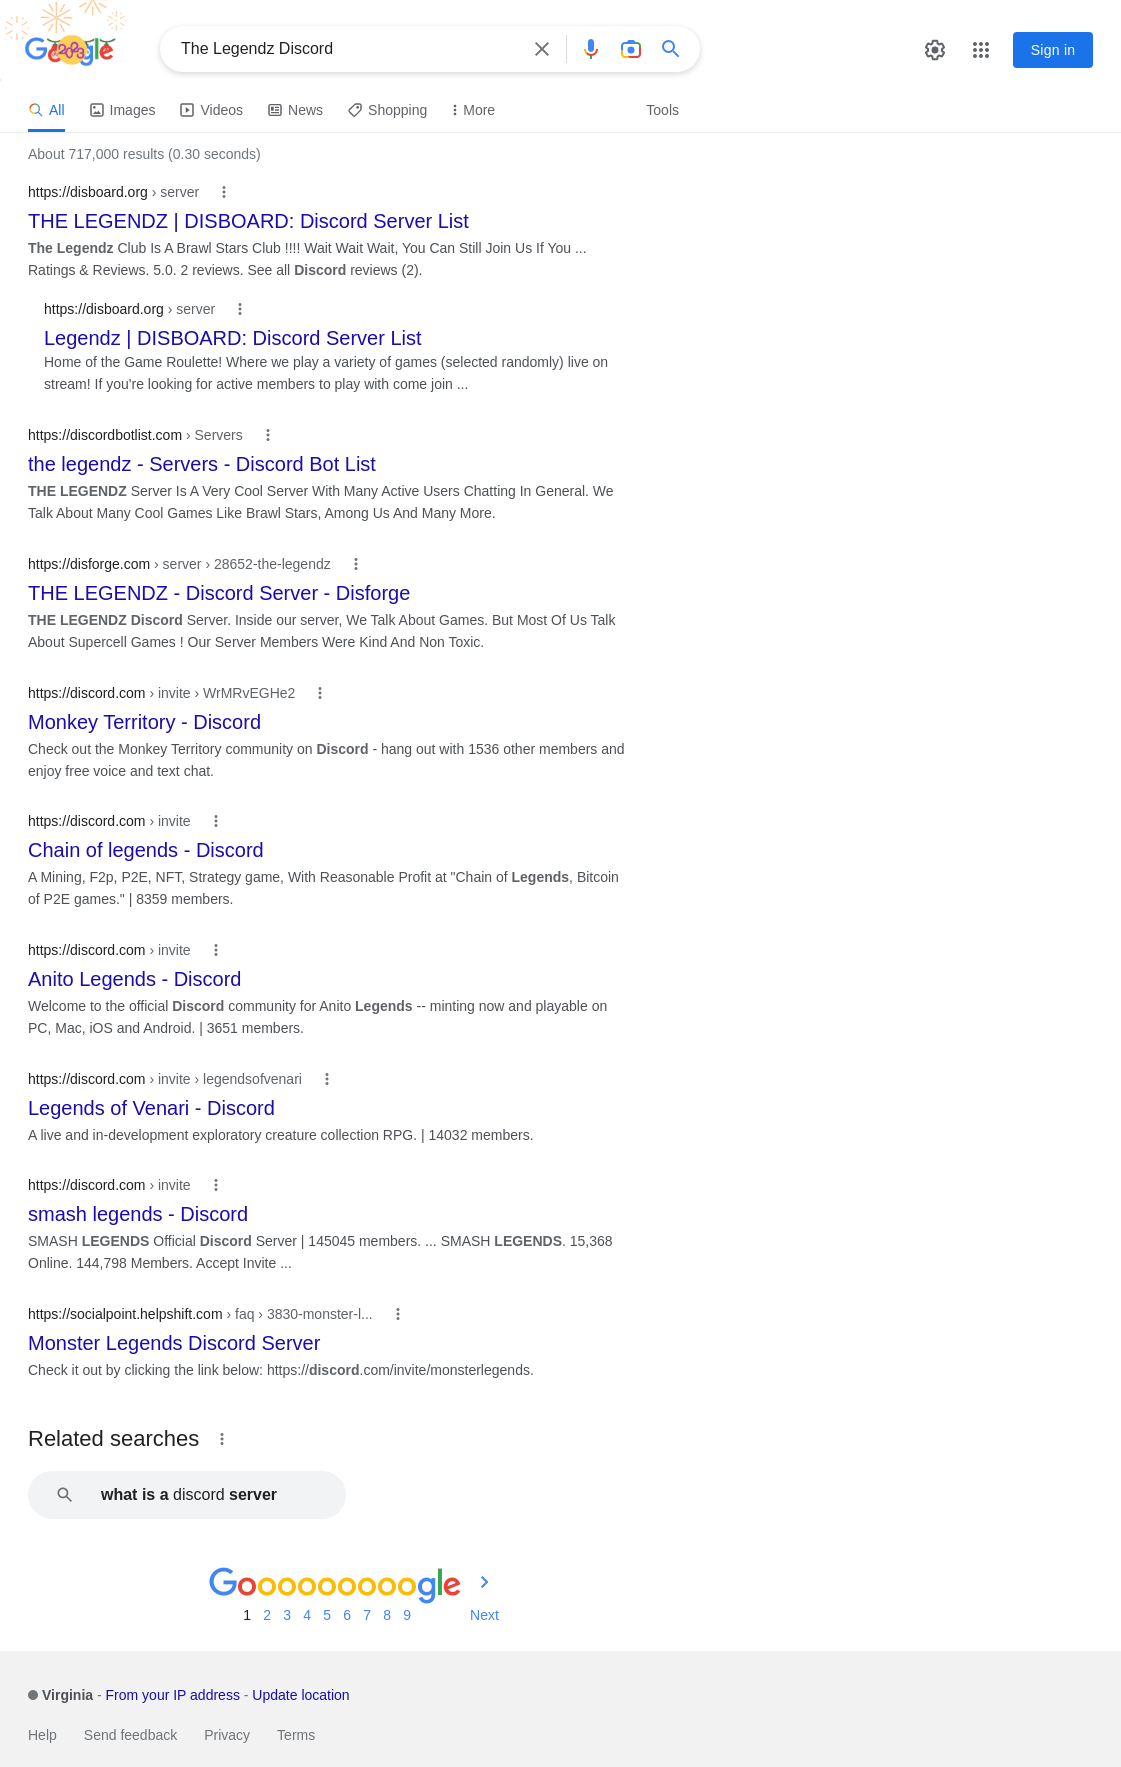 Google
The Legendz Discord
Sign in
All
Images
Videos
News
Shopping
More
Tools
About 717,000 results (0.30 seconds)
https://disboard.org › server
THE LEGENDZ | DISBOARD: Discord Server List
The Legendz Club Is A Brawl Stars Club !!!! Wait Wait Wait, You Can Still Join Us If You ...
Ratings & Reviews. 5.0. 2 reviews. See all Discord reviews (2).
https://disboard.org › server
Legendz | DISBOARD: Discord Server List
Home of the Game Roulette! Where we play a variety of games (selected randomly) live on
stream! If you're looking for active members to play with come join ...
https://discordbotlist.com › Servers
the legendz - Servers - Discord Bot List
THE LEGENDZ Server Is A Very Cool Server With Many Active Users Chatting In General. We
Talk About Many Cool Games Like Brawl Stars, Among Us And Many More.
https://disforge.com › server › 28652-the-legendz
THE LEGENDZ - Discord Server - Disforge
THE LEGENDZ Discord Server. Inside our server, We Talk About Games. But Most Of Us Talk
About Supercell Games ! Our Server Members Were Kind And Non Toxic.
https://discord.com › invite › WrMRvEGHe2
Monkey Territory - Discord
Check out the Monkey Territory community on Discord - hang out with 1536 other members and
enjoy free voice and text chat.
https://discord.com › invite
Chain of legends - Discord
A Mining, F2p, P2E, NFT, Strategy game, With Reasonable Profit at "Chain of Legends, Bitcoin
of P2E games." | 8359 members.
https://discord.com › invite
Anito Legends - Discord
Welcome to the official Discord community for Anito Legends -- minting now and playable on
PC, Mac, iOS and Android. | 3651 members.
https://discord.com › invite › legendsofvenari
Legends of Venari - Discord
A live and in-development exploratory creature collection RPG. | 14032 members.
https://discord.com › invite
smash legends - Discord
SMASH LEGENDS Official Discord Server | 145045 members. ... SMASH LEGENDS. 15,368
Online. 144,798 Members. Accept Invite ...
https://socialpoint.helpshift.com › faq › 3830-monster-l...
Monster Legends Discord Server
Check it out by clicking the link below: https://discord.com/invite/monsterlegends.
Related searches
what is a discord server
Goooooooooogle
1 2 3 4 5 6 7 8 9 Next
Virginia - From your IP address - Update location
Help Send feedback Privacy Terms